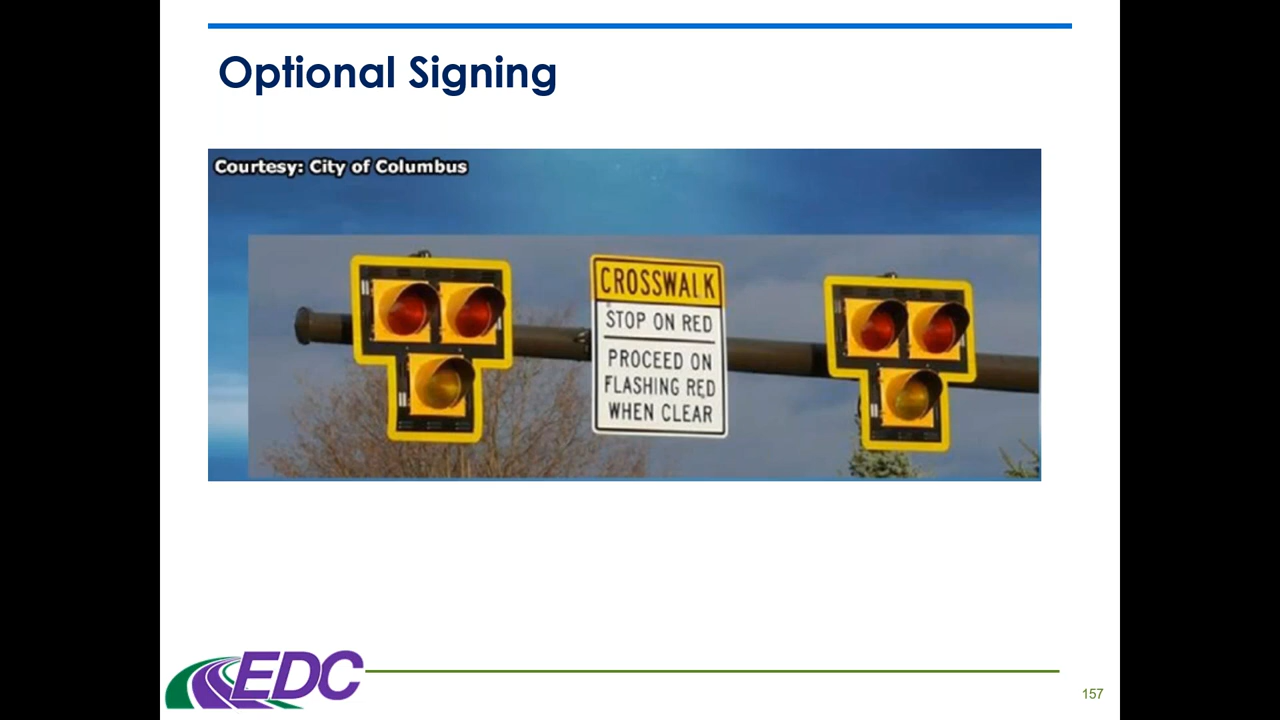 Optional Signing
Courtesy: City of Columbus
CROSSWALK
STOP ON RED
PROCEED ON
FLASHING RED
WHEN CLEAR
EDC
157